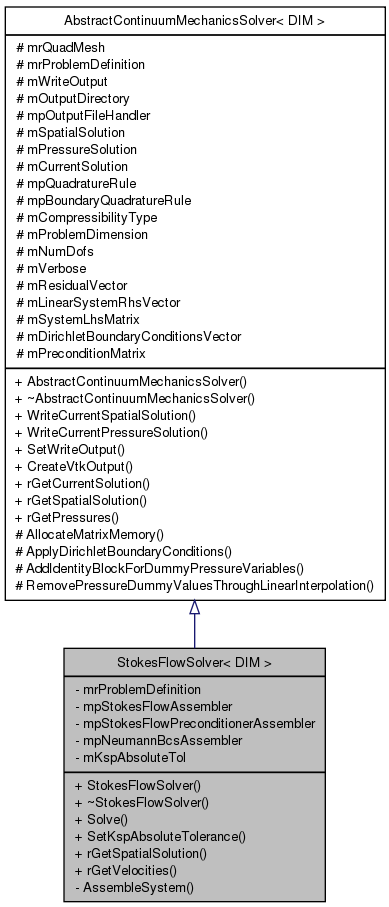 AbstractContinuumMechanicsSolver< DIM >
# mrQuadMesh
# mrProblemDefinition
# mWriteOutput
# mOutputDirectory
# mpOutputFileHandler
# mSpatialSolution
# mPressureSolution
# mCurrentSolution
# mpQuadratureRule
# mpBoundaryQuadratureRule
# mCompressibilityType
# mProblemDimension
# mNumDofs
# mVerbose
# mResidualVector
# mLinearSystemRhsVector
# mSystemLhsMatrix
# mDirichletBoundaryConditionsVector
# mPreconditionMatrix
+ AbstractContinuumMechanicsSolver()
+ ~AbstractContinuumMechanicsSolver()
+ WriteCurrentSpatialSolution()
+ WriteCurrentPressureSolution()
+ SetWriteOutput()
+ CreateVtkOutput()
+ rGetCurrentSolution()
+ rGetSpatialSolution()
+ rGetPressures()
# AllocateMatrixMemory()
# ApplyDirichletBoundaryConditions()
# AddIdentityBlockForDummyPressureVariables()
# RemovePressureDummyValuesThroughLinearInterpolation()
StokesFlowSolver< DIM >
- mrProblemDefinition
- mpStokesFlowAssembler
- mpStokesFlowPreconditionerAssembler
- mpNeumannBcsAssembler
- mKspAbsoluteTol
+ StokesFlowSolver()
+ ~StokesFlowSolver()
+ Solve()
+ SetKspAbsoluteTolerance()
+ rGetSpatialSolution()
+ rGetVelocities()
- AssembleSystem()